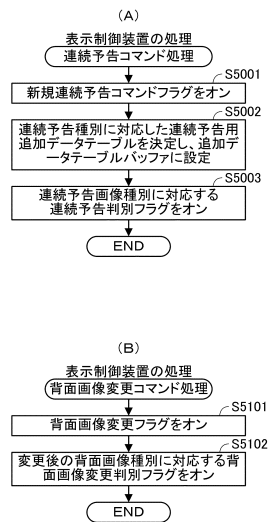 (A)
表示制御装置の処理
連続予告コマンド処理
S5001
新規連続予告コマンドフラグをオン
S5002
連続予告種別に対応した連続予告用
追加データテーブルを決定し、追加デ
ータテーブルバッファに設定
S5003
連続予告画像種別に対応する
連続予告判別フラグをオン
END
(B)
表示制御装置の処理
背面画像変更コマンド処理
S5101
背面画像変更フラグをオン
S5102
変更後の背面画像種別に対応する背
面画像変更判別フラグをオン
END